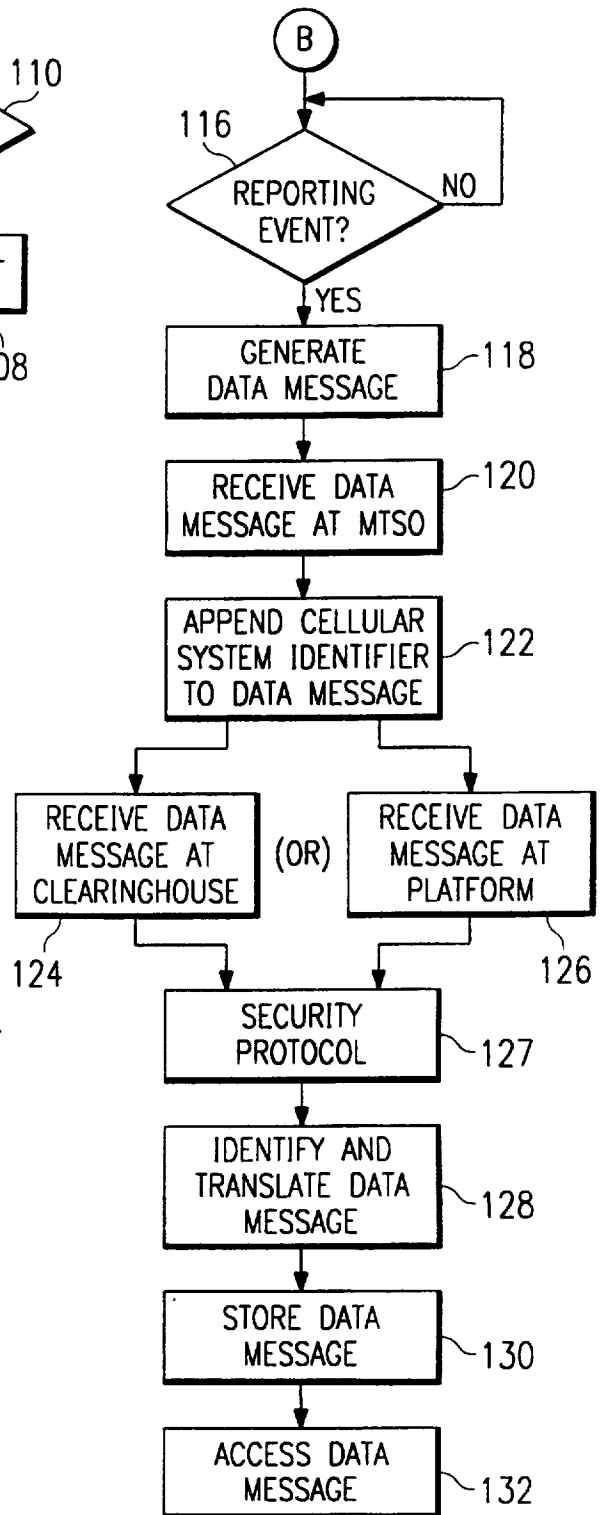 B
110
116
REPORTING
EVENT?
NO
YES
08
GENERATE
DATA MESSAGE
118
RECEIVE DATA
MESSAGE AT MTSO
120
APPEND CELLULAR
SYSTEM IDENTIFIER
TO DATA MESSAGE
122
RECEIVE DATA
MESSAGE AT
CLEARINGHOUSE
124
(OR)
RECEIVE DATA
MESSAGE AT
PLATFORM
126
SECURITY
PROTOCOL
127
IDENTIFY AND
TRANSLATE DATA
MESSAGE
128
STORE DATA
MESSAGE
130
ACCESS DATA
MESSAGE
132